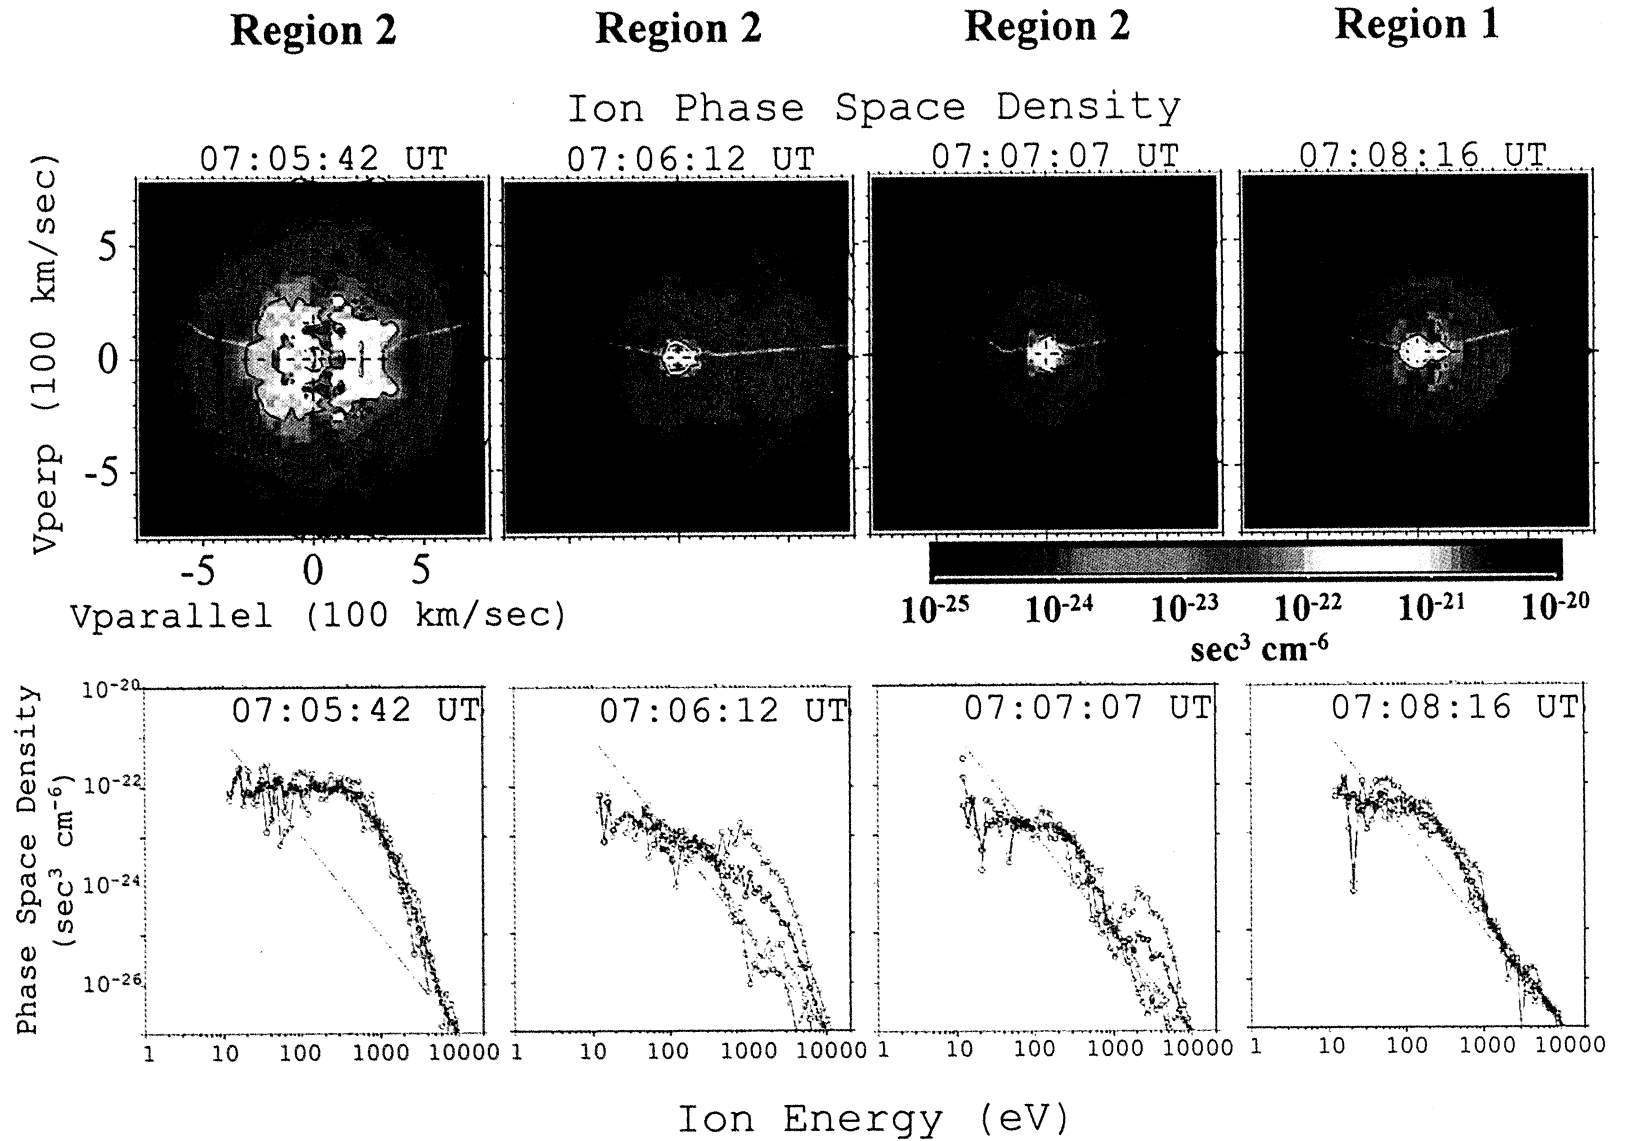 Region 2 Region 2 Region 2 Region 1
Ion Phase Space Density
07:05:42 UT 07:06:12 UT 07:07:07 UT 07:08:16 UT
Vperp (100 km/sec)
5
0
-5
-5 0 5
Vparallel (100 km/sec)
10-25 10-24 10-23 10-22 10-21 10-20
sec3 cm-6
Phase Space Density
(sec3 cm-6)
10-20
10-22
10-24
10-26
07:05:42 UT 07:06:12 UT 07:07:07 UT 07:08:16 UT
1 10 100 1000 10000 1 10 100 1000 10000 1 10 100 1000 10000 1 10 100 1000 10000
Ion Energy (eV)